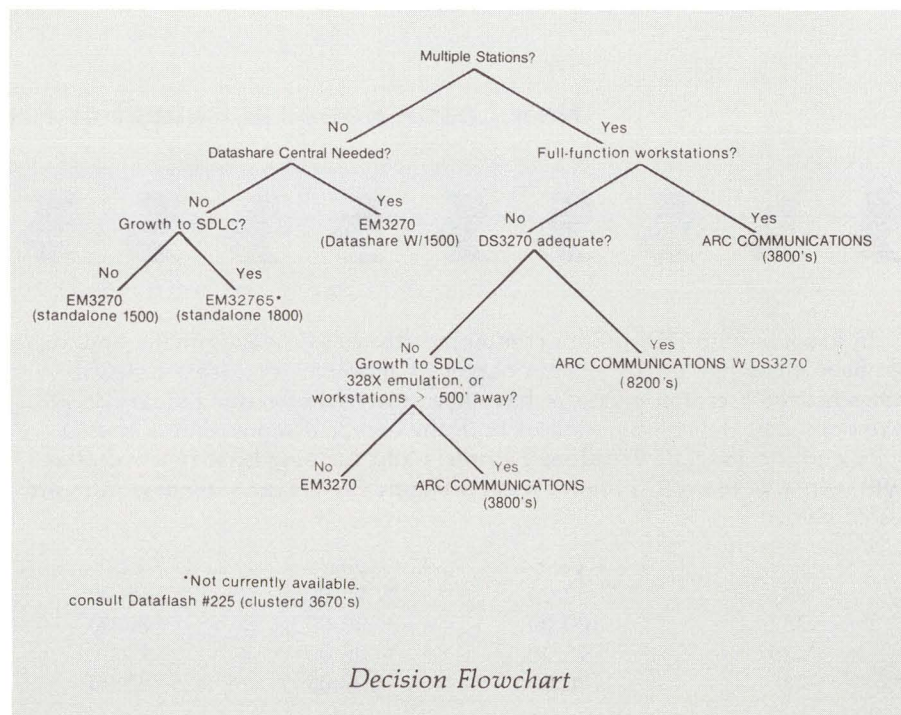 Multiple Stations?
No
Yes
Datashare Central Needed?
Full-function workstations?
No
Yes
No
Yes
Growth to SDLC?
EM3270
(Datashare W/1500)
DS3270 adequate?
ARC COMMUNICATIONS
(3800's)
No
Yes
EM3270
(standalone 1500)
EM32765*
(standalone 1800)
No
Yes
Growth to SDLC
328X emulation, or
workstations > 500' away?
ARC COMMUNICATIONS W DS3270
(8200's)
No
Yes
EM3270
ARC COMMUNICATIONS
(3800's)
*Not currently available,
consult Dataflash #225 (clusterd 3670's)
Decision Flowchart